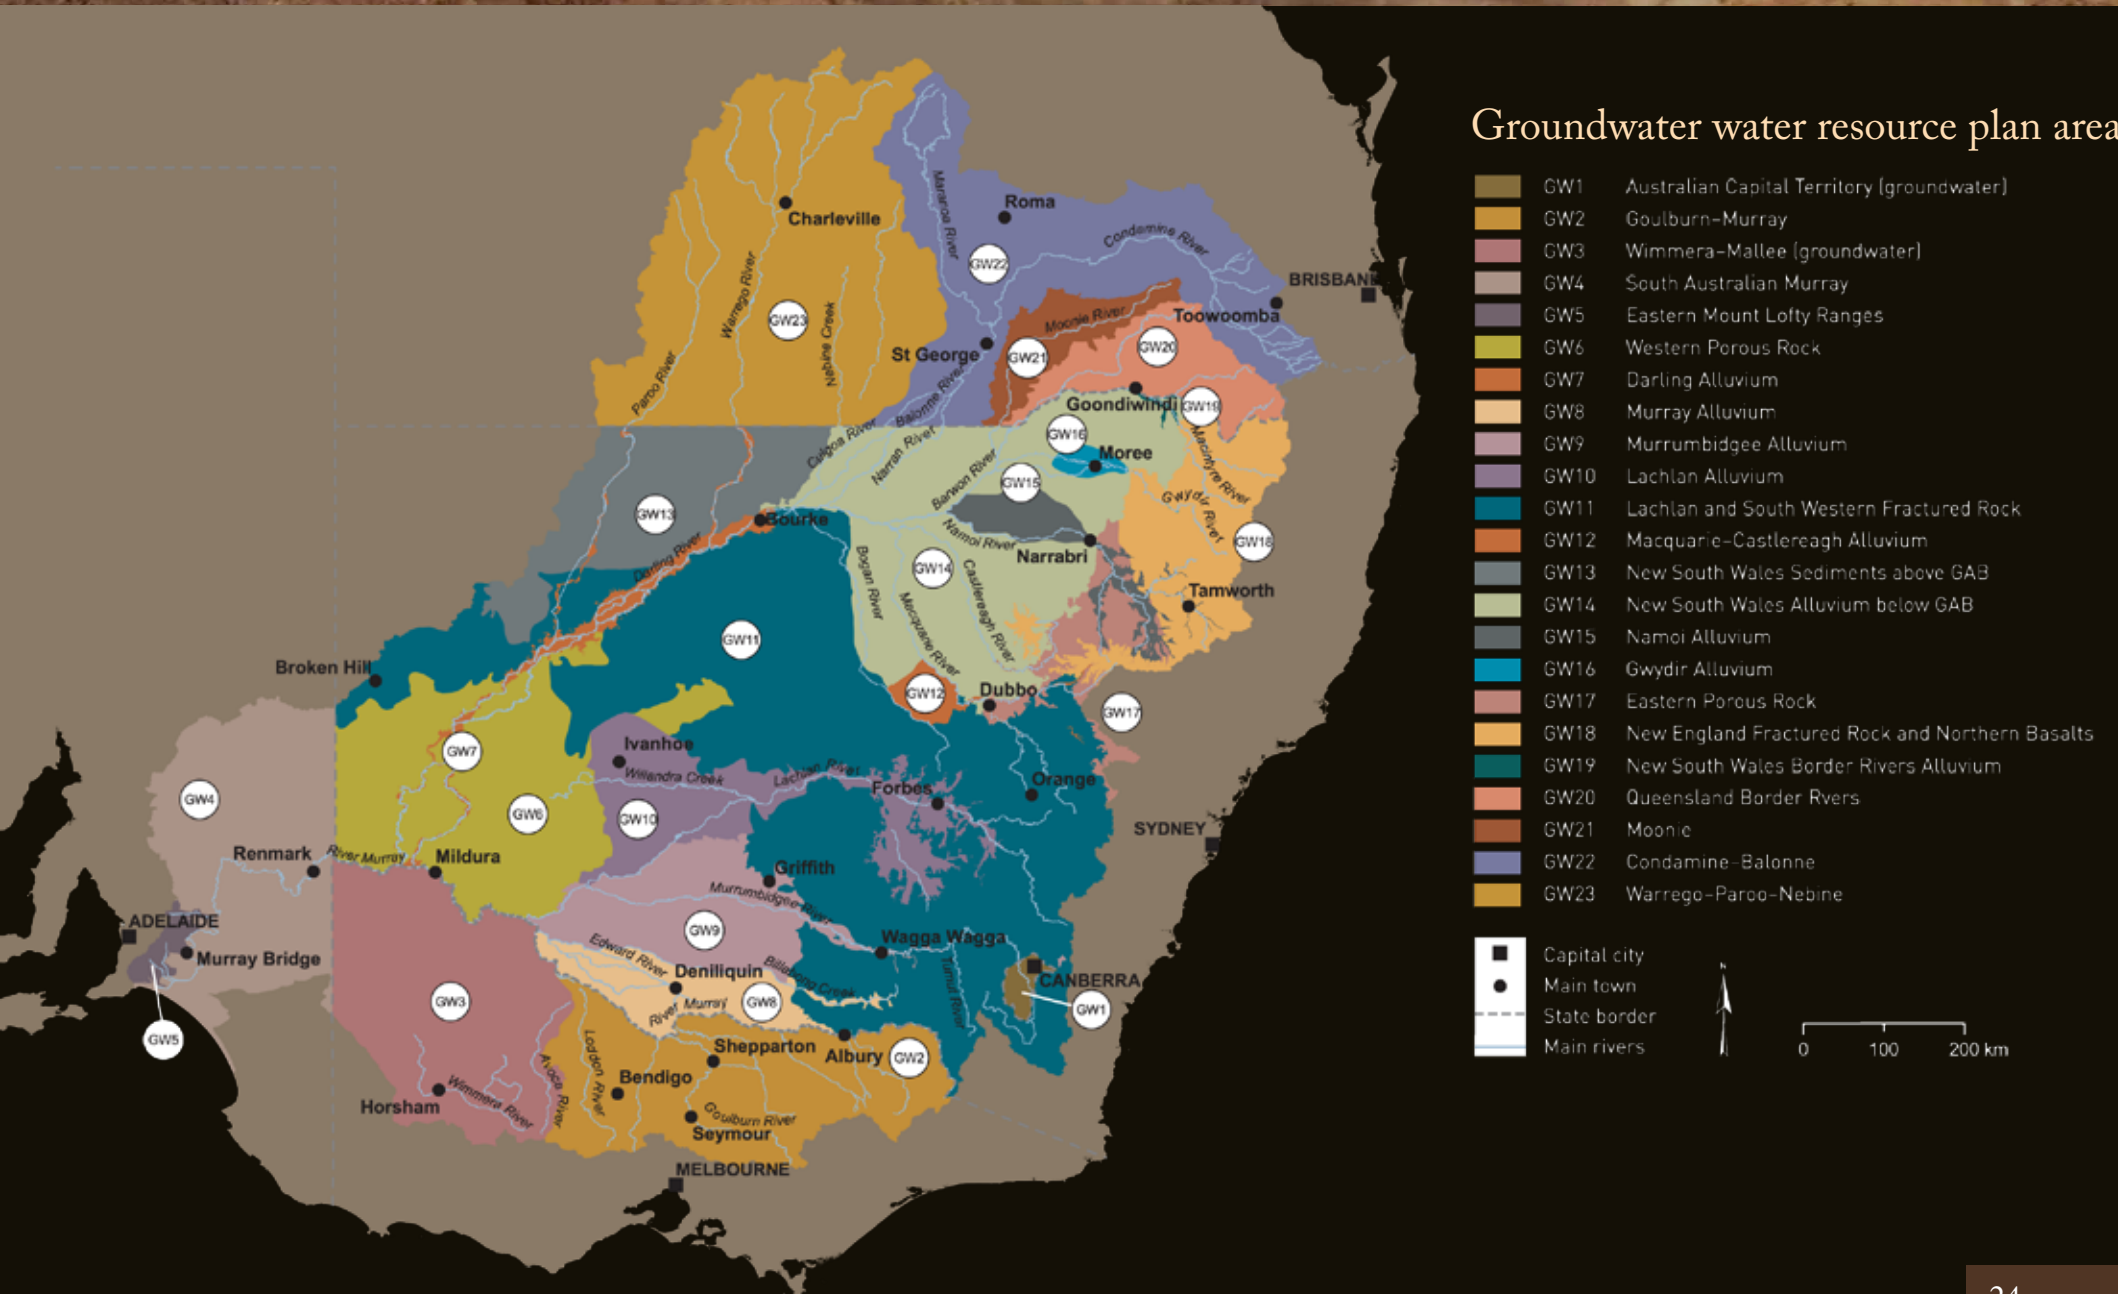 Groundwater water resource plan area
GW1 Australian Capital Territory (groundwater)
GW2 Goulburn–Murray
GW3 Wimmera–Mallee (groundwater)
GW4 South Australian Murray
GW5 Eastern Mount Lofty Ranges
GW6 Western Porous Rock
GW7 Darling Alluvium
GW8 Murray Alluvium
GW9 Murrumbidgee Alluvium
GW10 Lachlan Alluvium
GW11 Lachlan and South Western Fractured Rock
GW12 Macquarie–Castlereagh Alluvium
GW13 New South Wales Sediments above GAB
GW14 New South Wales Alluvium below GAB
GW15 Namoi Alluvium
GW16 Gwydir Alluvium
GW17 Eastern Porous Rock
GW18 New England Fractured Rock and Northern Basalts
GW19 New South Wales Border Rivers Alluvium
GW20 Queensland Border Rvers
GW21 Moonie
GW22 Condamine–Balonne
GW23 Warrego–Paroo–Nebine
Capital city
Main town
State border
Main rivers
N
0 100 200 km
Charleville
Roma
Maranoa River
Condamine River
GW22
BRISBANE
Warrego River
GW23
Nebine Creek
Moonie River
Toowoomba
St George
GW21
GW20
Paroo River
Balonne River
Goondiwindi
GW19
Culgoa River
Narran River
GW16
Moree
Macintyre River
Barwon River
GW15
Gwydir River
GW13
Bourke
Namoi River
GW18
Darling River
Narrabri
Bogan River
GW14
Castlereagh River
Macquarie River
Tamworth
GW11
Broken Hill
GW12
Dubbo
GW17
GW7
Ivanhoe
Willandra Creek
Lachlan River
Forbes
Orange
GW4
GW6
GW10
SYDNEY
Renmark
River Murray
Mildura
Griffith
Murrumbidgee River
ADELAIDE
Murray Bridge
GW9
Wagga Wagga
Edward River
Deniliquin
Billabong Creek
Tumut River
CANBERRA
GW3
River Murray
GW8
GW1
GW5
Loddon River
Shepparton
Albury
GW2
Avoca River
Bendigo
Horsham
Wimmera River
Goulburn River
Seymour
MELBOURNE
24